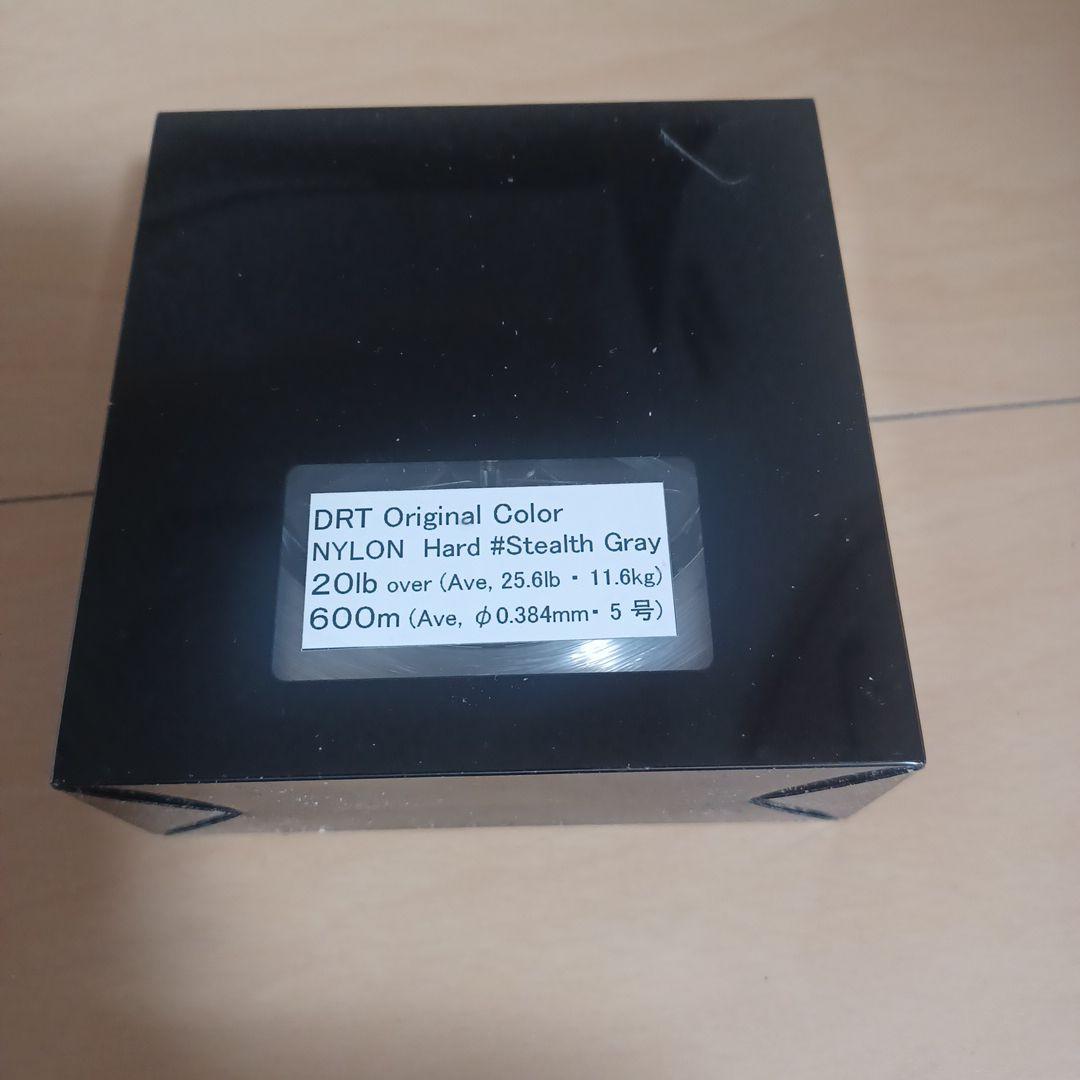 DRT Original Color
NYLON Hard #Stealth Gray
20lb over (Ave, 25.6lb・11.6kg)
600m (Ave, φ0.384mm・5号)